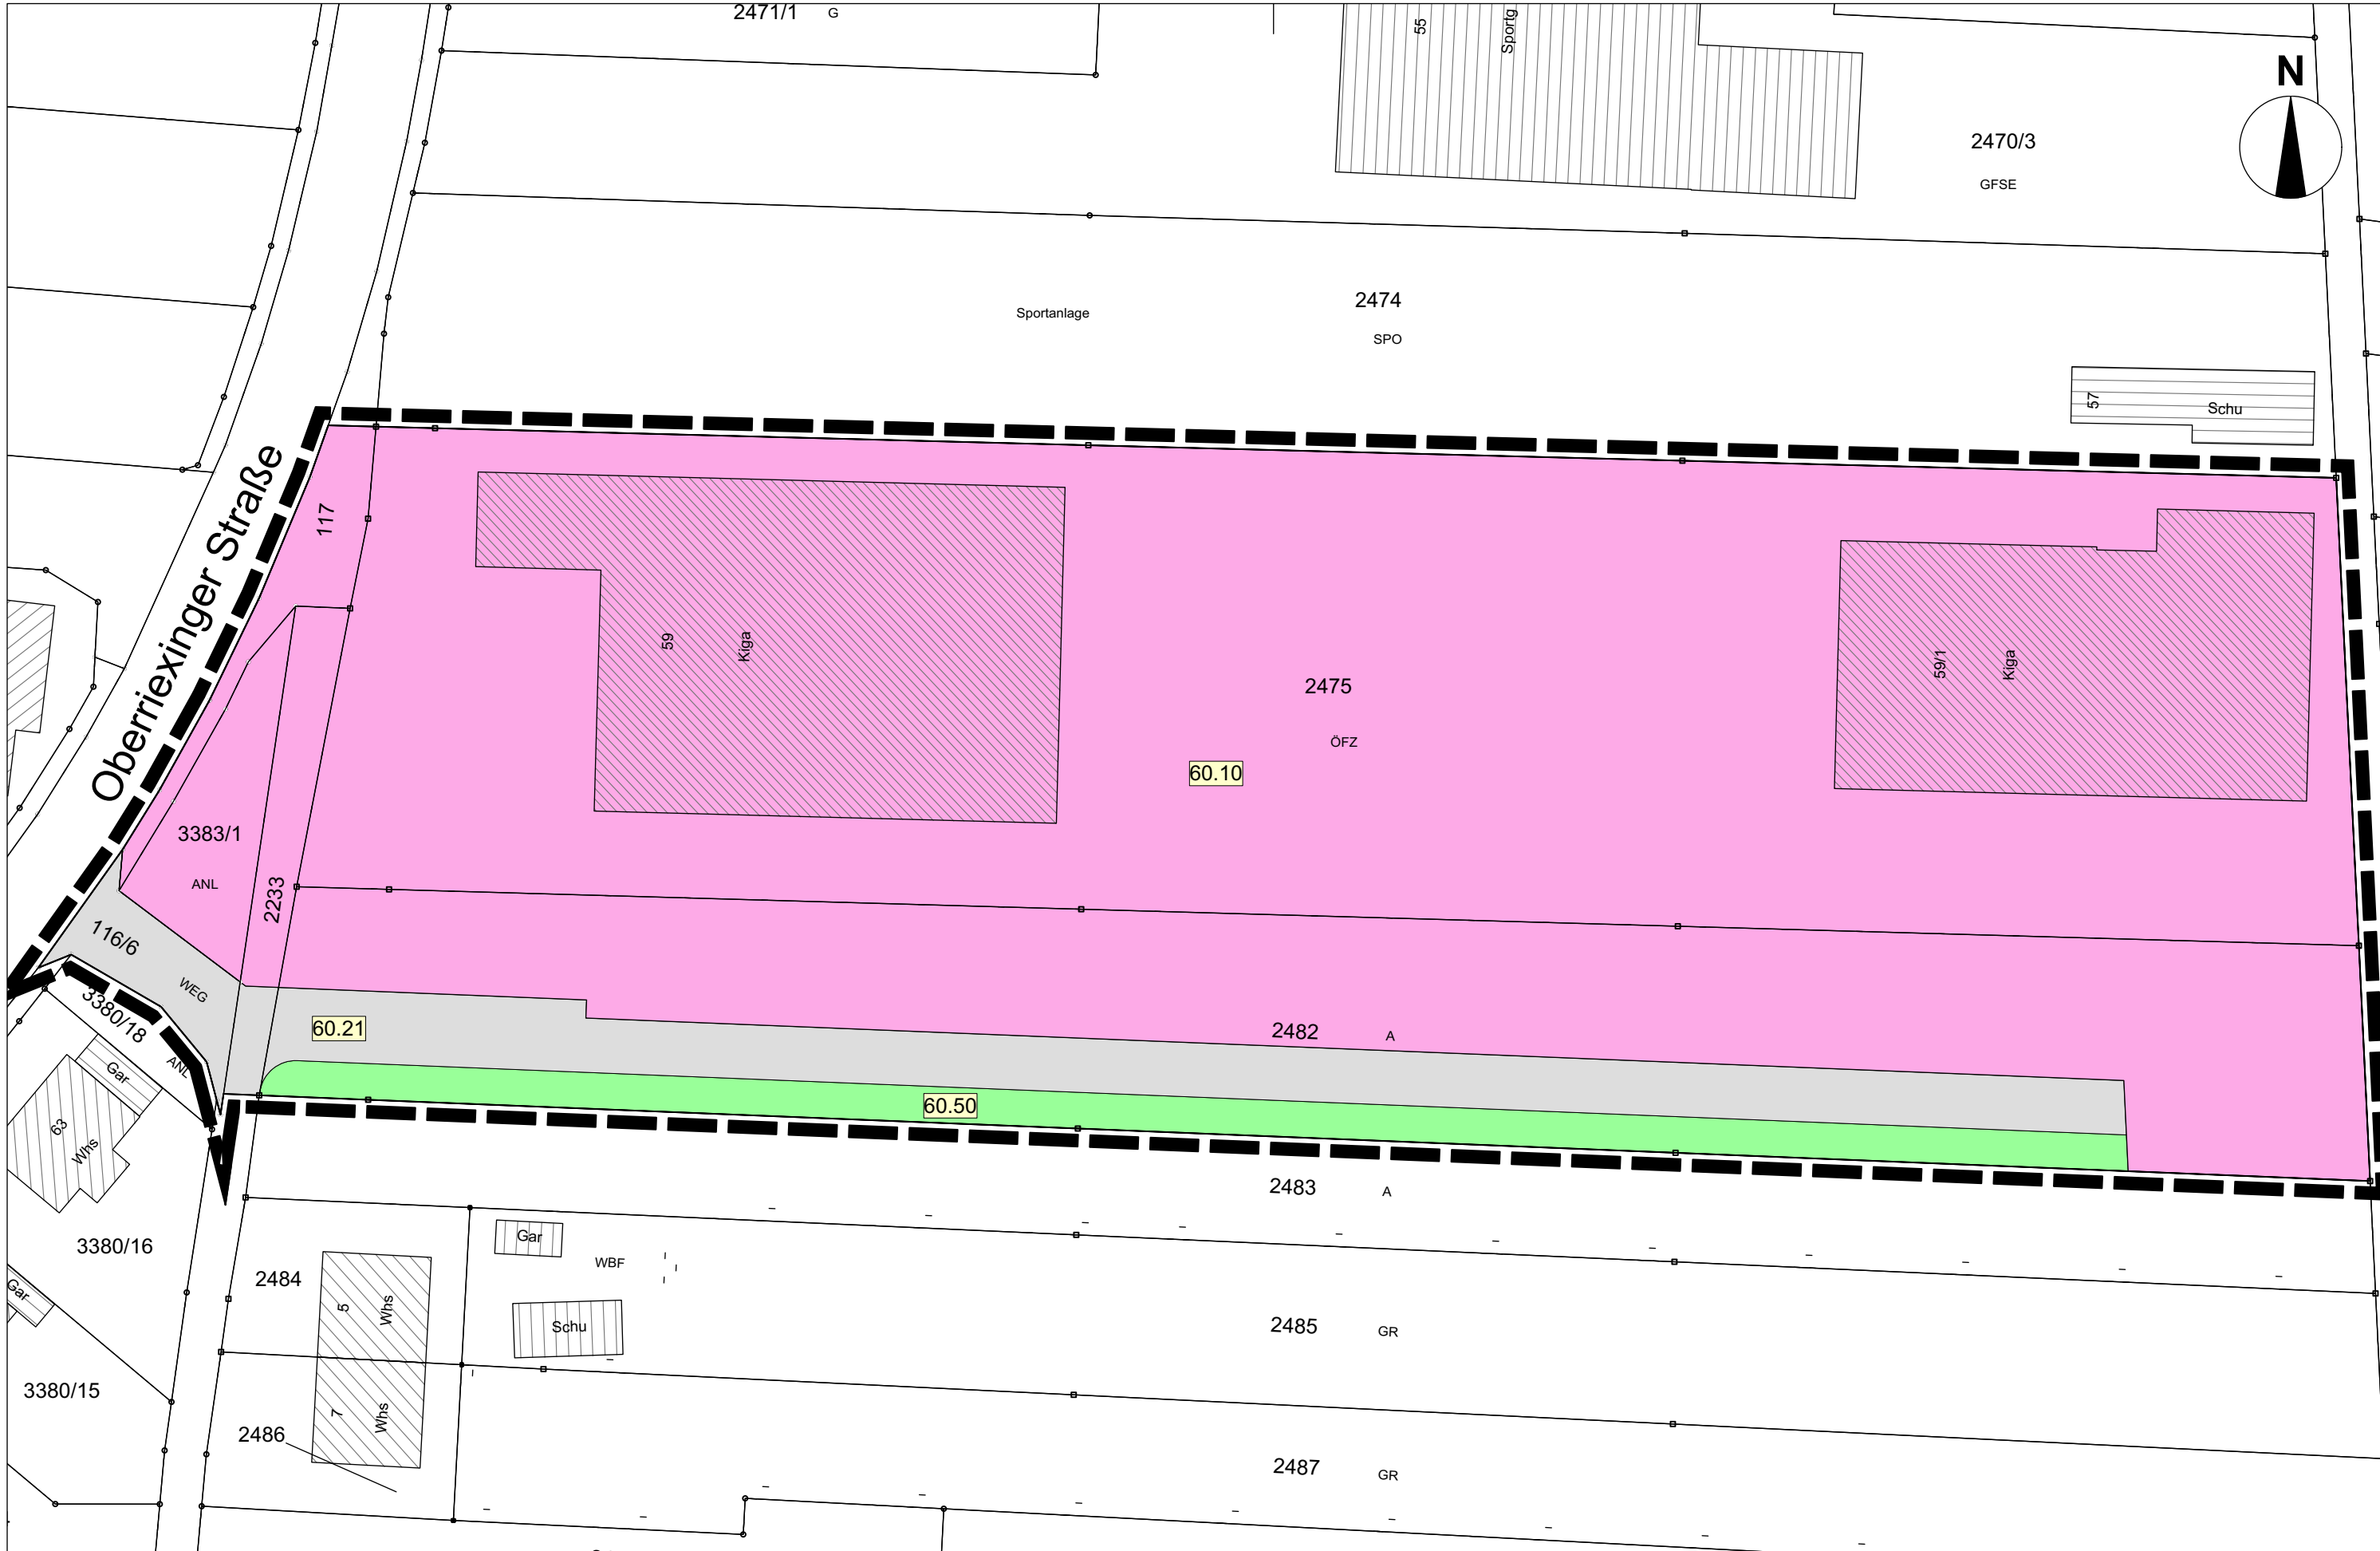 2471/1 G
55
Sportg
N
2470/3
GFSE
2474
Sportanlage
SPO
57
Schu
Oberriexinger Straße
117
59
Kiga
59/1
Kiga
2475
ÖFZ
60.10
3383/1
ANL
2233
116/6
WEG
3380/18
ANL
60.21
2482 A
Gar
60.50
63
Whs
2483 A
3380/16
Gar
WBF
2484
5
Whs
Gar
Schu
2485 GR
3380/15
7
Whs
2486
2487 GR